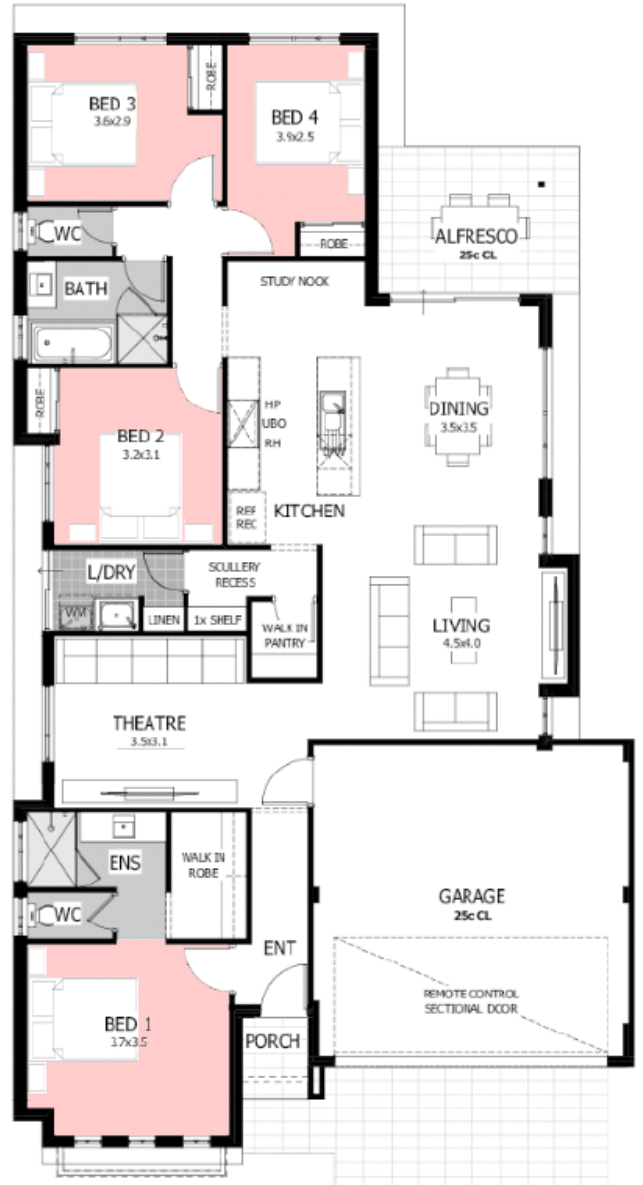 BED 3
3.6x2.9
ROBE
BED 4
3.9x2.5
WC
ROBE
ALFRESCO
25c CL
BATH
STUDY NOOK
ROBE
HP
UBO
RH
DINING
3.5x3.5
BED 2
3.2x3.1
REF
REC
KITCHEN
L/DRY
SCULLERY
RECESS
WM
LINEN
1x SHELF
WALK IN
PANTRY
LIVING
4.5x4.0
THEATRE
3.5x3.1
ENS
WALK IN
ROBE
WC
GARAGE
25c CL
ENT
REMOTE CONTROL
SECTIONAL DOOR
BED 1
3.7x3.5
PORCH